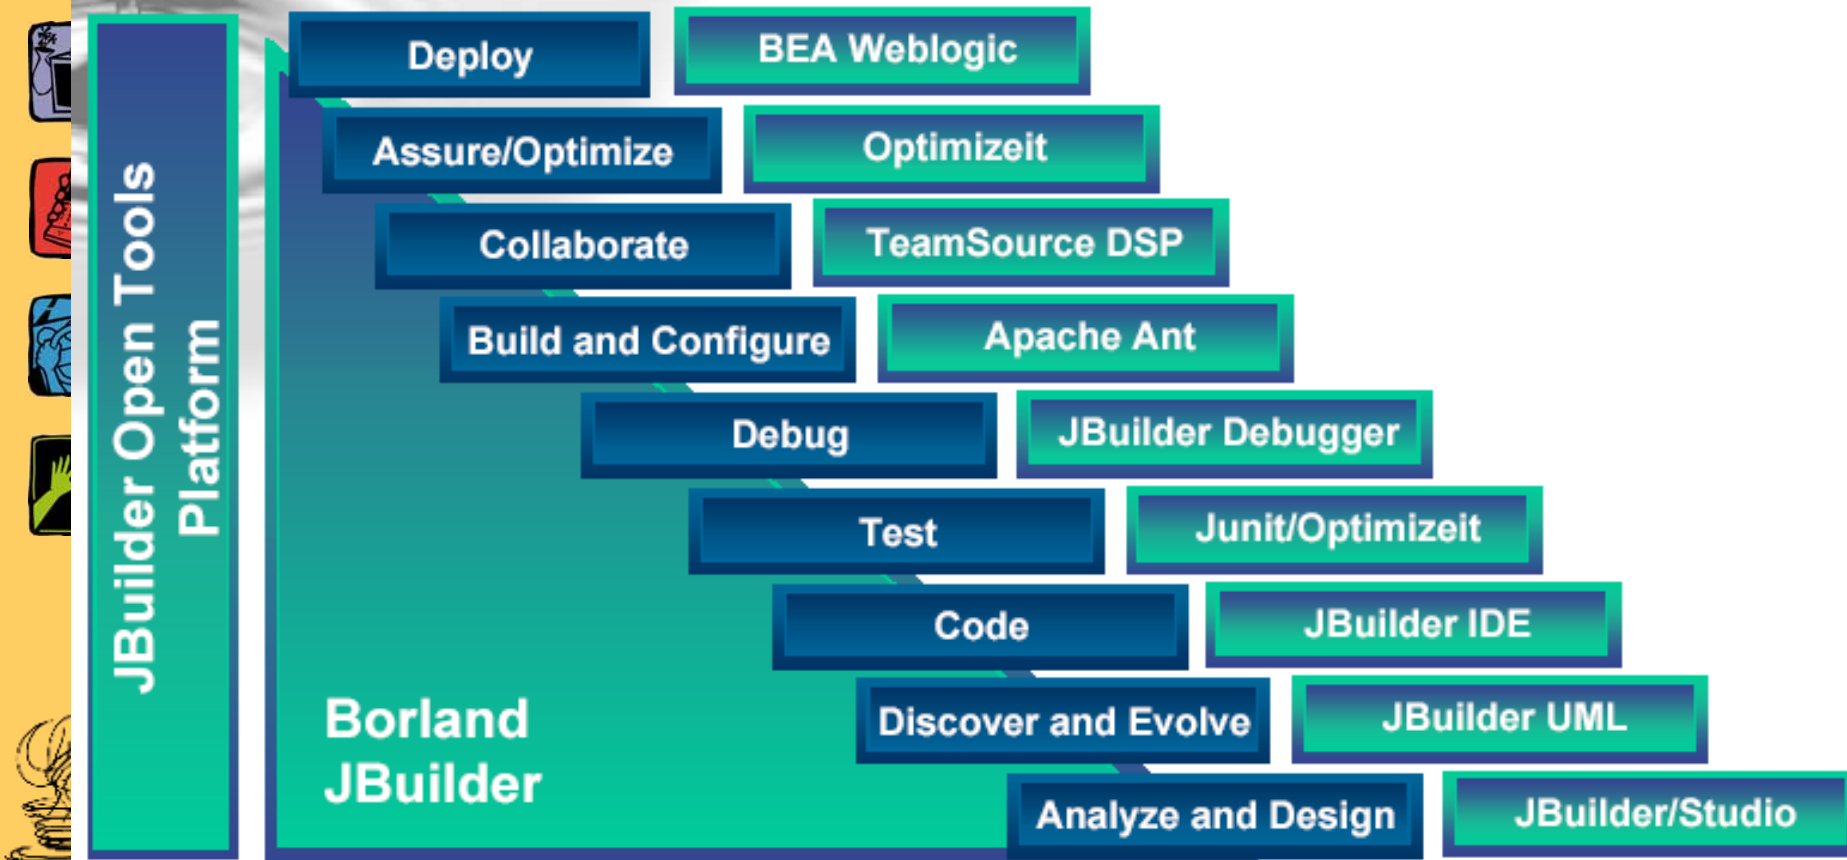 JBuilder Open Tools
Platform
Deploy
BEA Weblogic
Assure/Optimize
Optimizeit
Collaborate
TeamSource DSP
Build and Configure
Apache Ant
Debug
JBuilder Debugger
Test
Junit/Optimizeit
Code
JBuilder IDE
Discover and Evolve
JBuilder UML
Analyze and Design
JBuilder/Studio
Borland
JBuilder